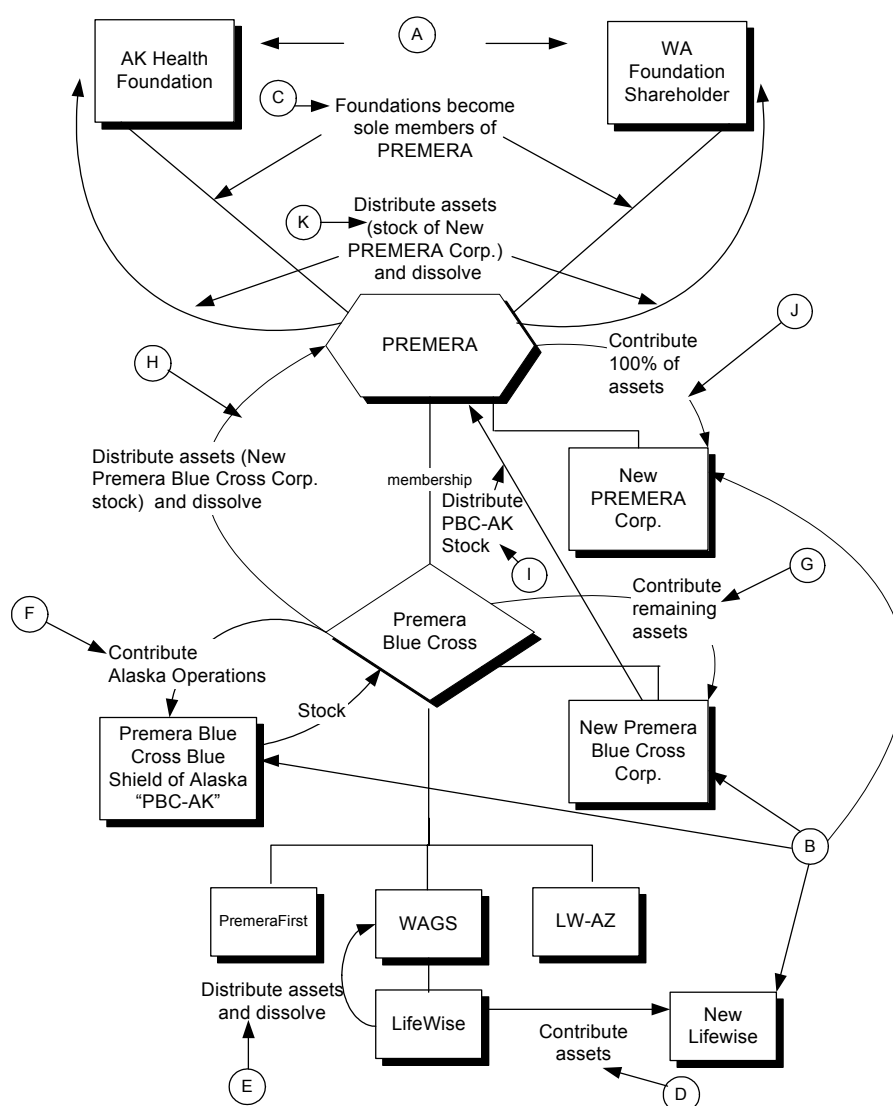 A
AK Health
Foundation
WA
Foundation
Shareholder
C
Foundations become
sole members of
PREMERA
K
Distribute assets
(stock of New
PREMERA Corp.)
and dissolve
J
PREMERA
Contribute
100% of
assets
H
Distribute assets (New
Premera Blue Cross Corp.
stock)  and dissolve
membership
Distribute
PBC-AK
Stock
I
New
PREMERA
Corp.
G
Contribute
remaining
assets
F
Contribute
Alaska Operations
Premera
Blue Cross
Stock
Premera Blue
Cross Blue
Shield of Alaska
“PBC-AK”
New Premera
Blue Cross
Corp.
B
PremeraFirst
WAGS
LW-AZ
Distribute assets
and dissolve
LifeWise
New
Lifewise
Contribute
assets
E
D